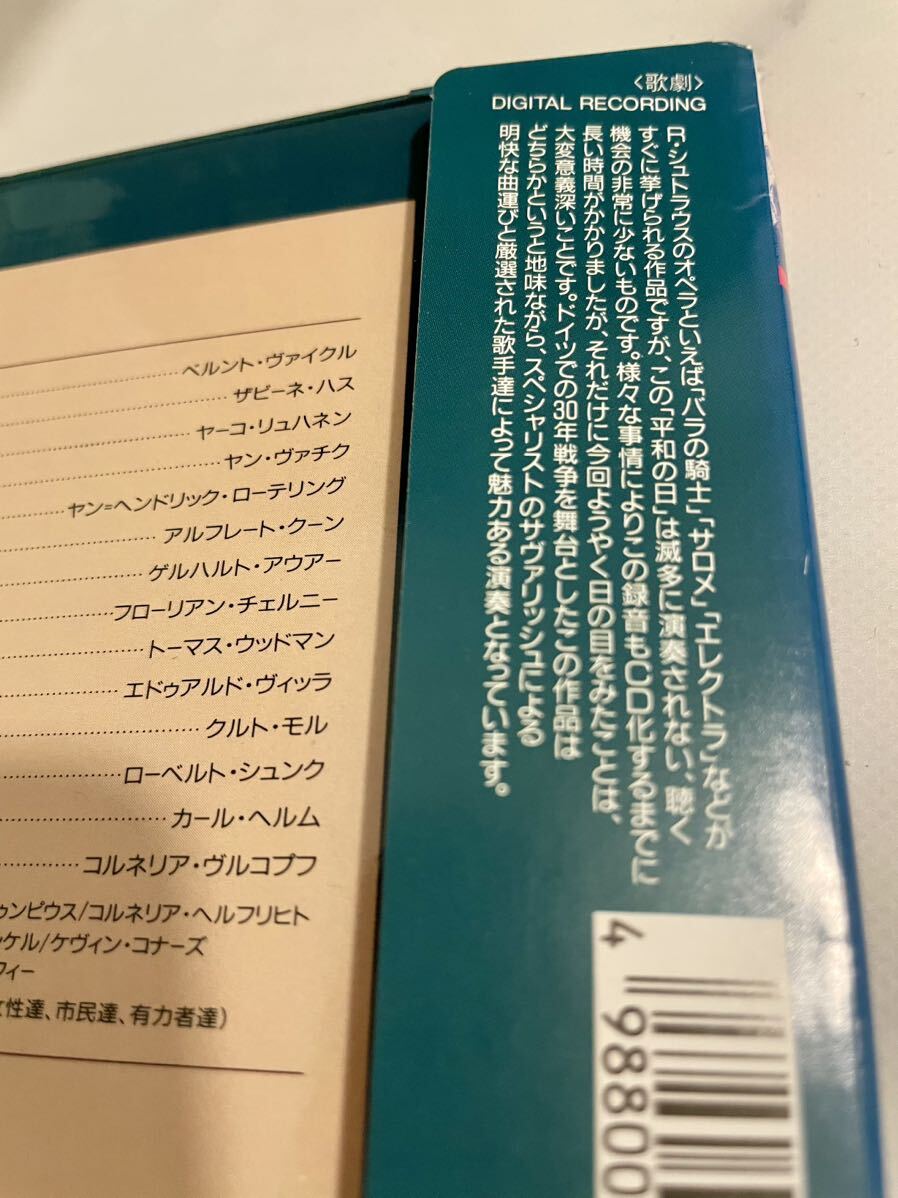 〈歌劇〉
DIGITAL RECORDING
R・シュトラウスのオペラといえば「バラの騎士」「サロメ」「エレクトラ」などが
すぐに挙げられる作品ですが、この「平和の日」は滅多に演奏されない、聴く
機会の非常に少ないものです。様々な事情によりこの録音もCD化するまでに
長い時間がかかりましたが、それだけに今回ようやく日の目をみたことは、
大変意義深いことです。ドイツでの30年戦争を舞台としたこの作品は
どちらかというと地味ながら、スペシャリストのサヴァリッシュによる
明快な曲運びと厳選された歌手達によって魅力ある演奏となっています。
ベルント・ヴァイクル
ザビーネ・ハス
ヤーコ・リュハネン
ヤン・ヴァチク
ヤン=ヘンドリック・ローテリング
アルフレート・クーン
ゲルハルト・アウアー
フローリアン・チェルニー
トーマス・ウッドマン
エドゥアルド・ヴィッラ
クルト・モル
ローベルト・シュンク
カール・ヘルム
コルネリア・ヴルコプフ
ゥンピウス/コルネリア・ヘルフリヒト
ンケル/ケヴィン・コナーズ
フィー
性達、市民達、有力者達)
4 98800